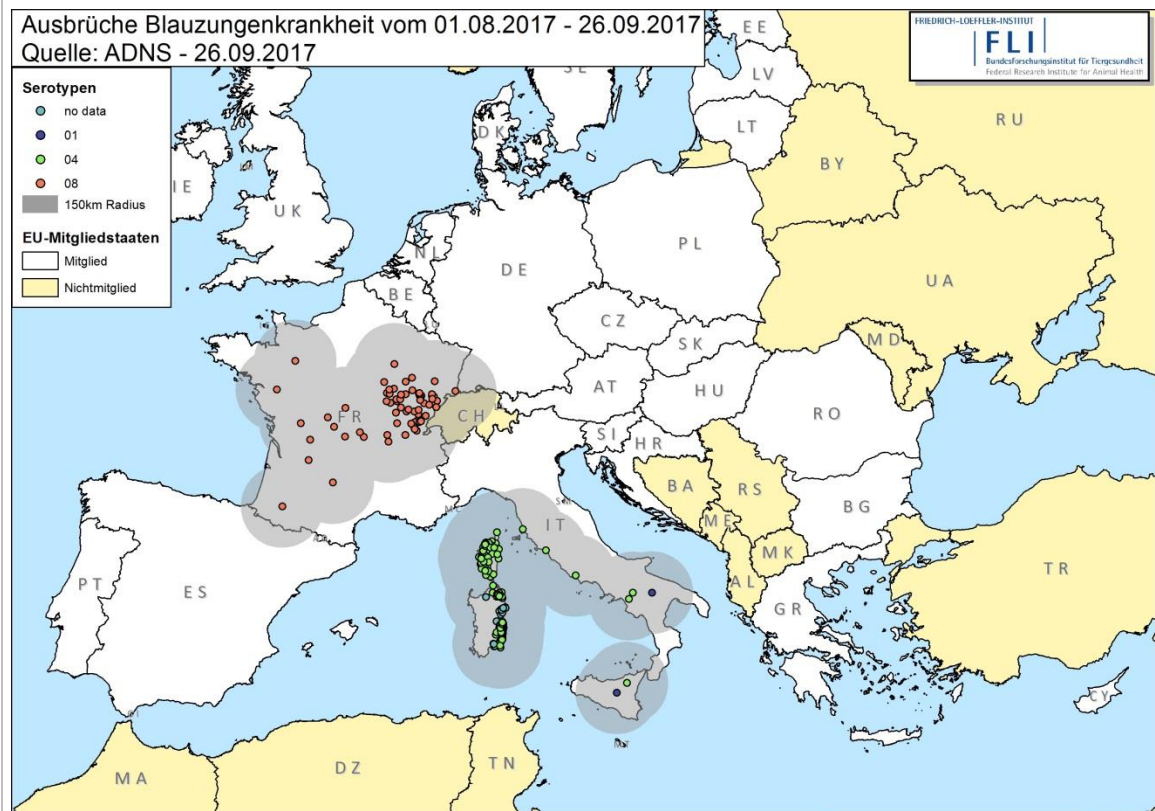 Ausbrüche Blauzungenkrankheit vom 01.08.2017 - 26.09.2017
Quelle: ADNS - 26.09.2017
FRIEDRICH-LOEFFLER-INSTITUT
FLI
Bundesforschungsinstitut für Tiergesundheit
Federal Research Institute for Animal Health
Serotypen
no data
01
04
08
150km Radius
EU-Mitgliedstaaten
Mitglied
Nichtmitglied
EE
SE
LV
RU
DK
LT
IE
BY
UK
NL
PL
DE
BE
UA
CZ
SK
MD
AT
HU
FR
CH
RO
SI
HR
BA
RS
IT
BG
ME
MK
PT
ES
AL
TR
GR
CY
MT
MA
DZ
TN